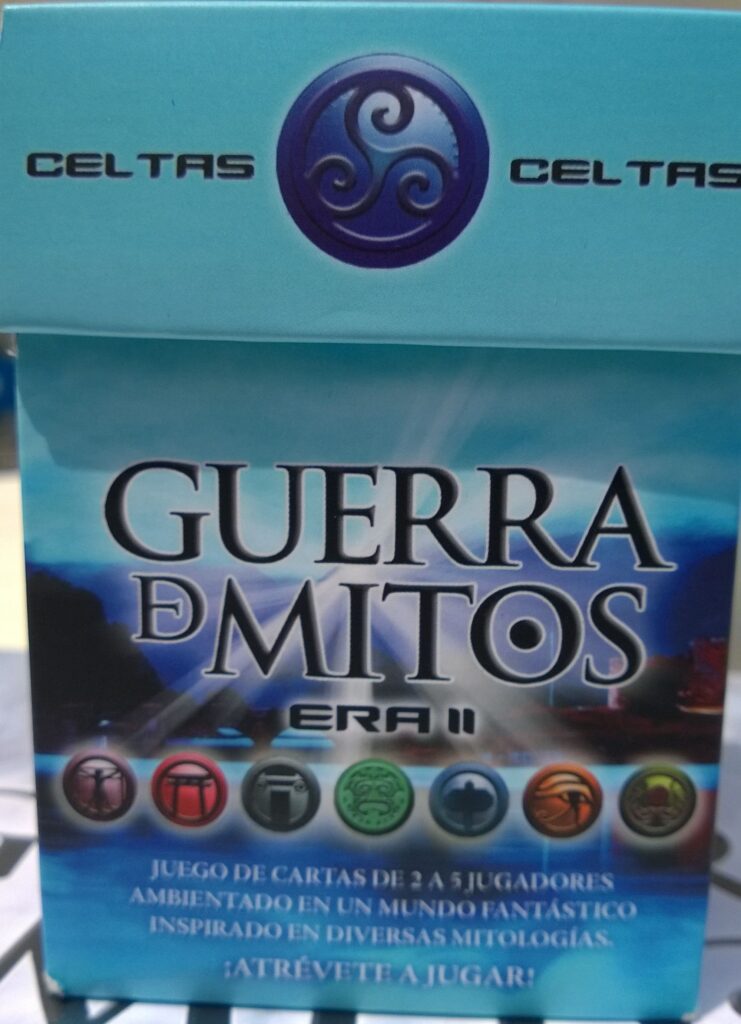 CELTAS CELTAS
GUERRA
DE MITOS
ERA II
JUEGO DE CARTAS DE 2 A 5 JUGADORES
AMBIENTADO EN UN MUNDO FANTÁSTICO
INSPIRADO EN DIVERSAS MITOLOGÍAS.
¡ATRÉVETE A JUGAR!